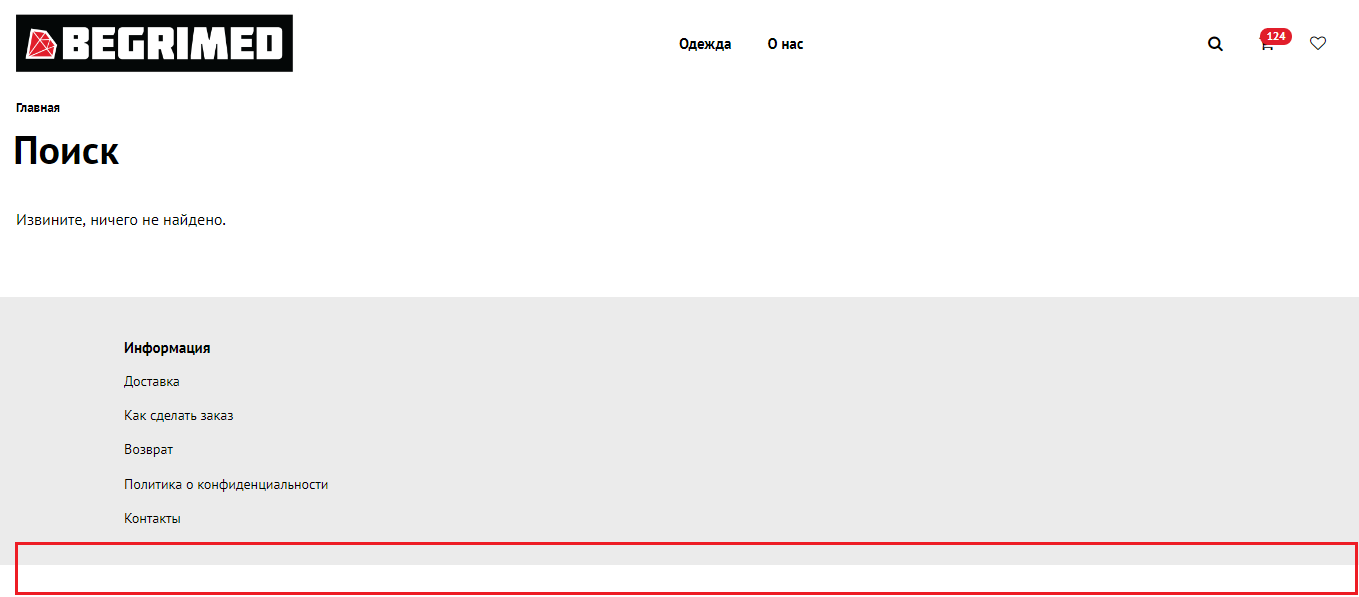 BEGRIMED
Одежда О нас
124
Главная
Поиск
Извините, ничего не найдено.
Информация
Доставка
Как сделать заказ
Возврат
Политика о конфиденциальности
Контакты